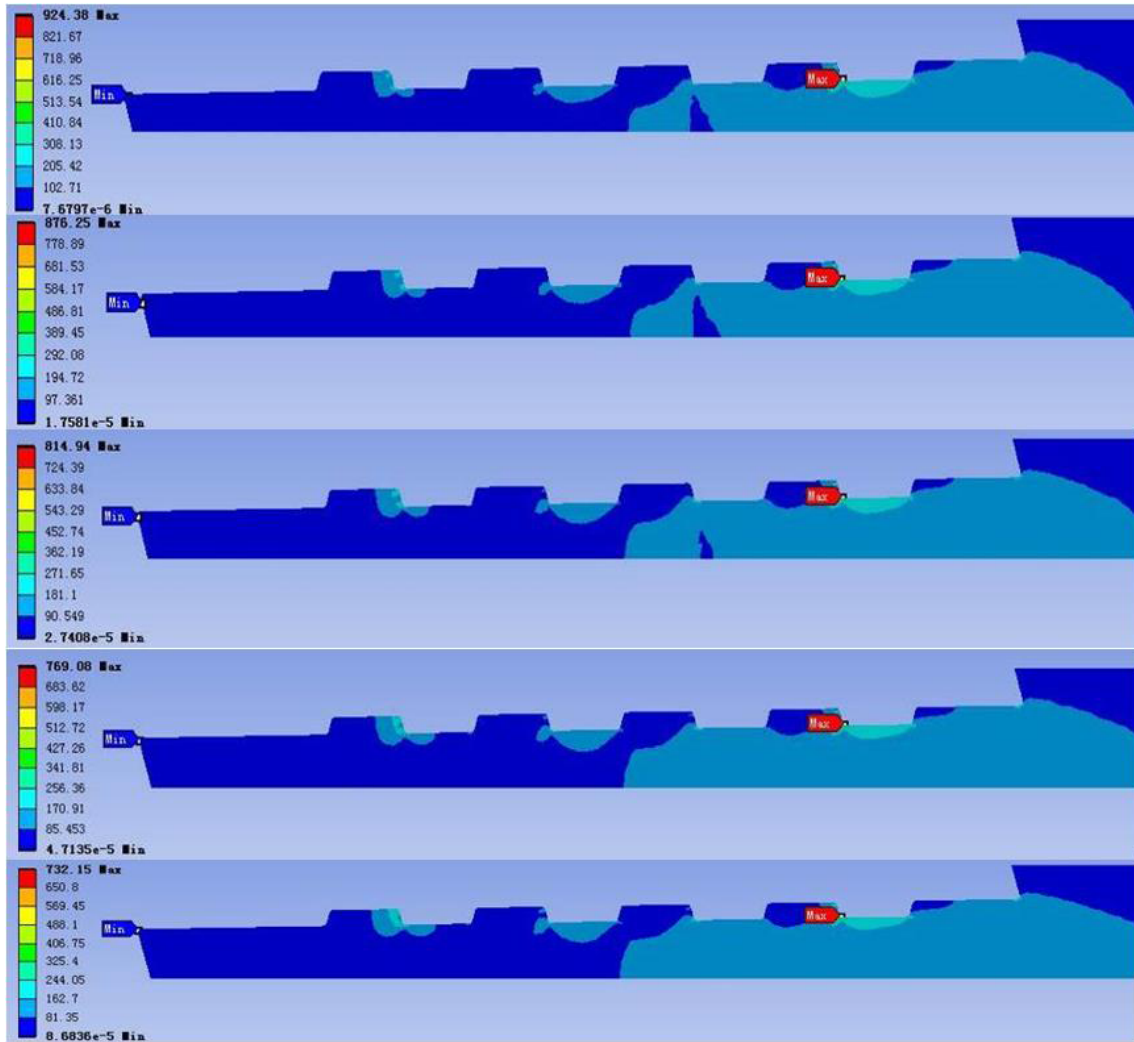 924.38 Max
821.67
718.96
616.25
513.54
410.84
308.13
205.42
102.71
7.6797e-6 Min
Min
Max
876.25 Max
778.89
681.53
584.17
486.81
389.45
292.08
194.72
97.361
1.7581e-5 Min
Min
Max
814.94 Max
724.39
633.84
543.29
452.74
362.19
271.65
181.1
90.549
2.7408e-5 Min
Min
Max
769.08 Max
683.62
598.17
512.72
427.26
341.81
256.36
170.91
85.453
4.7135e-5 Min
Min
Max
732.15 Max
650.8
569.45
488.1
406.75
325.4
244.05
162.7
81.35
8.6836e-5 Min
Min
Max